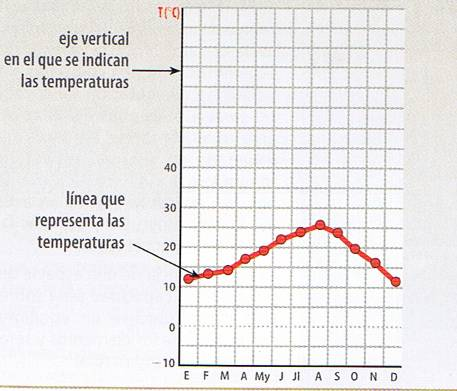 T(°C)
eje vertical
en el que se indican
las temperaturas
línea que
representa las
temperaturas
40
30
20
10
0
−10
E F M A My J Jl A S O N D